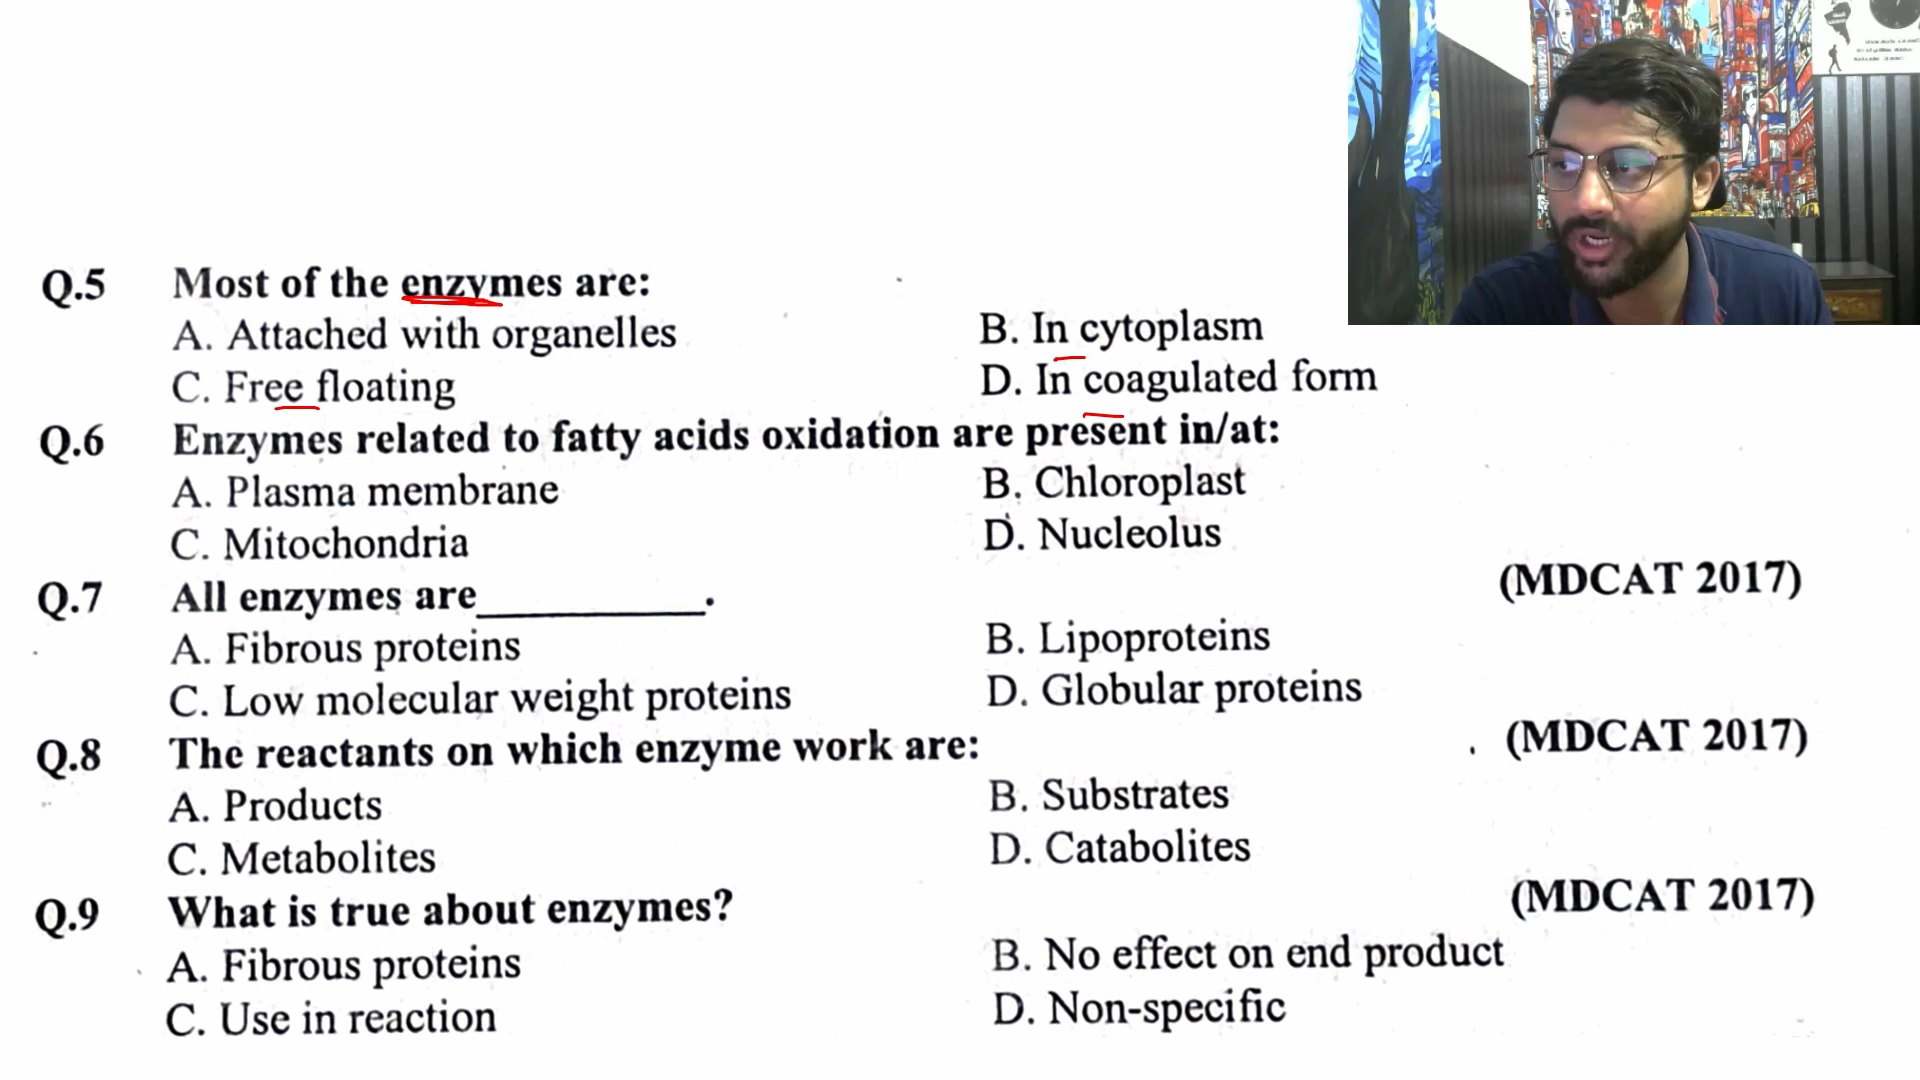 Q.5 Most of the enzymes are:
A. Attached with organelles B. In cytoplasm
C. Free floating D. In coagulated form
Q.6 Enzymes related to fatty acids oxidation are present in/at:
A. Plasma membrane B. Chloroplast
C. Mitochondria D. Nucleolus
Q.7 All enzymes are__________. (MDCAT 2017)
A. Fibrous proteins B. Lipoproteins
C. Low molecular weight proteins D. Globular proteins
Q.8 The reactants on which enzyme work are: (MDCAT 2017)
A. Products B. Substrates
C. Metabolites D. Catabolites
Q.9 What is true about enzymes? (MDCAT 2017)
A. Fibrous proteins B. No effect on end product
C. Use in reaction D. Non-specific